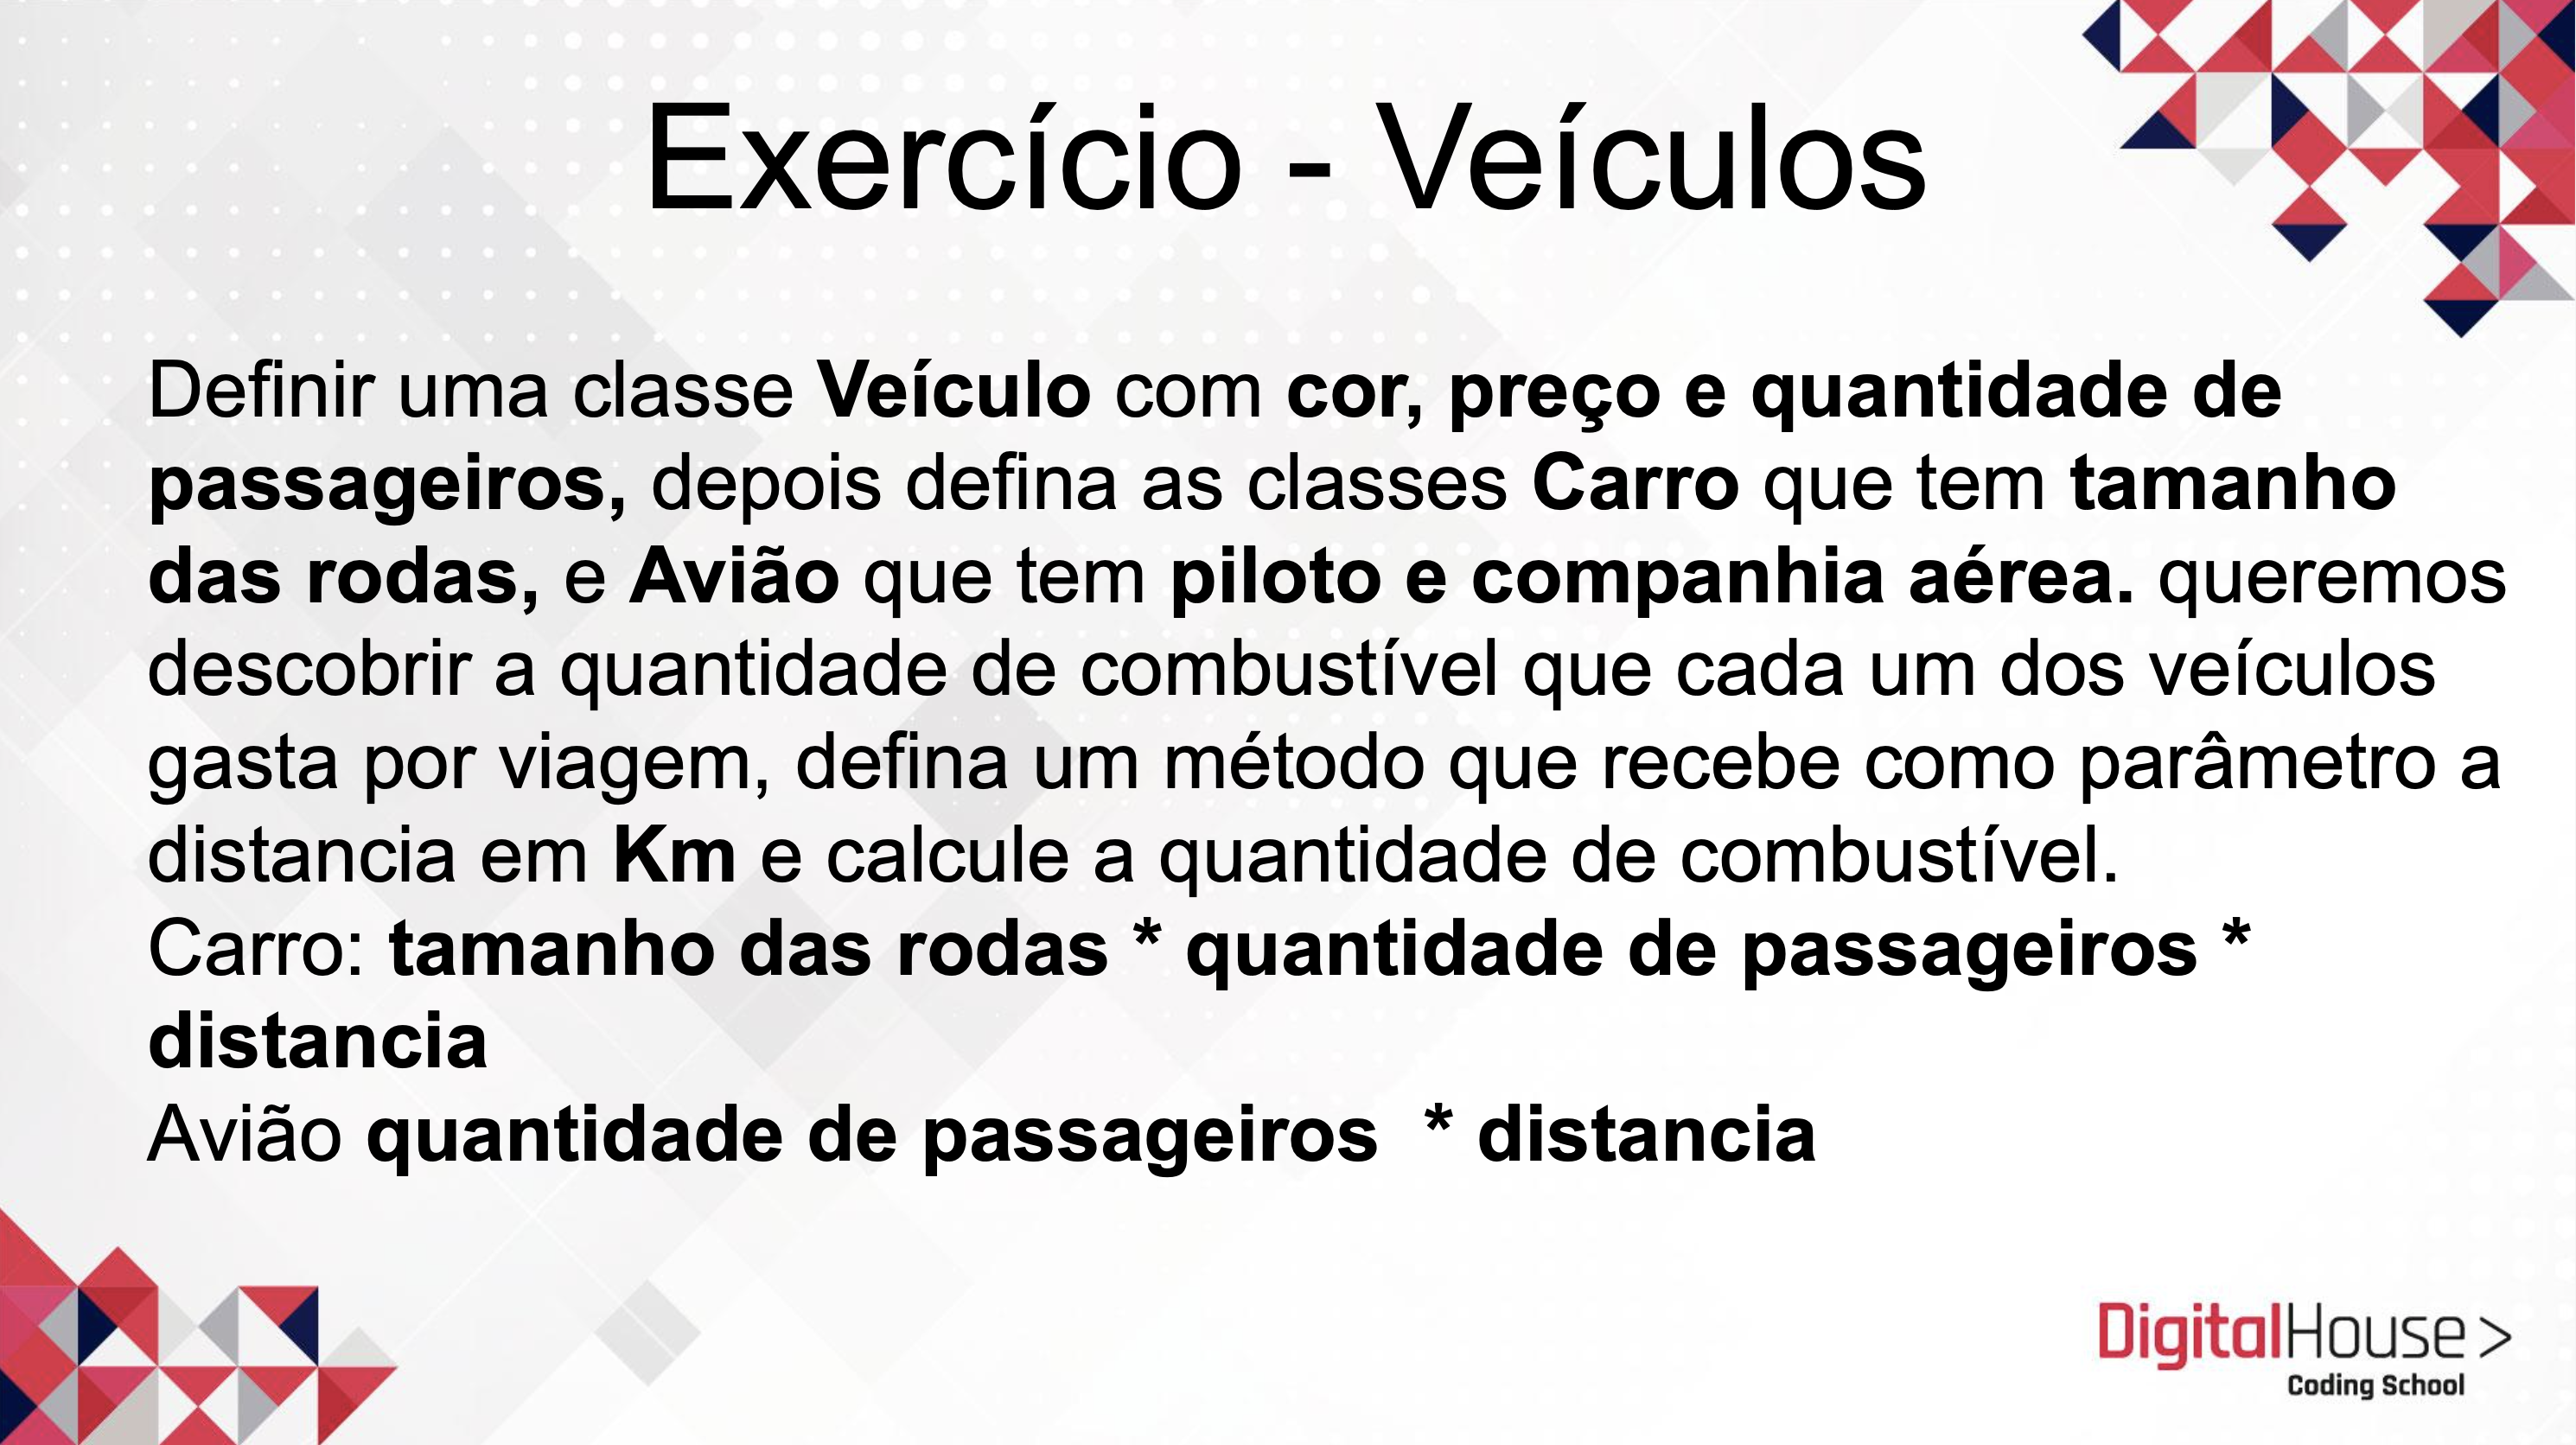 Exercício - Veículos
Definir uma classe Veículo com cor, preço e quantidade de
passageiros, depois defina as classes Carro que tem tamanho
das rodas, e Avião que tem piloto e companhia aérea. queremos
descobrir a quantidade de combustível que cada um dos veículos
gasta por viagem, defina um método que recebe como parâmetro a
distancia em Km e calcule a quantidade de combustível.
Carro: tamanho das rodas * quantidade de passageiros *
distancia
Avião quantidade de passageiros  * distancia
DigitalHouse >
Coding School